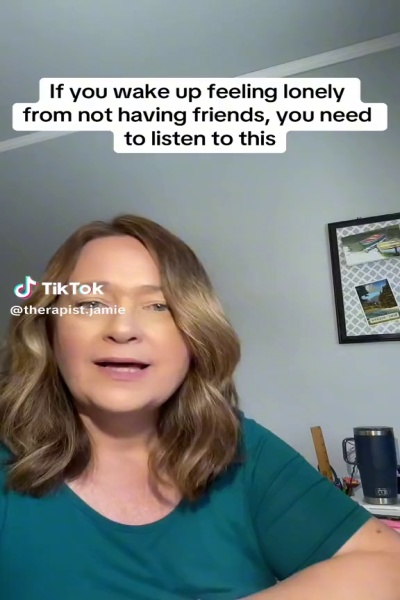 If you wake up feeling lonely
from not having friends, you need
to listen to this
TikTok
@therapist.jamie